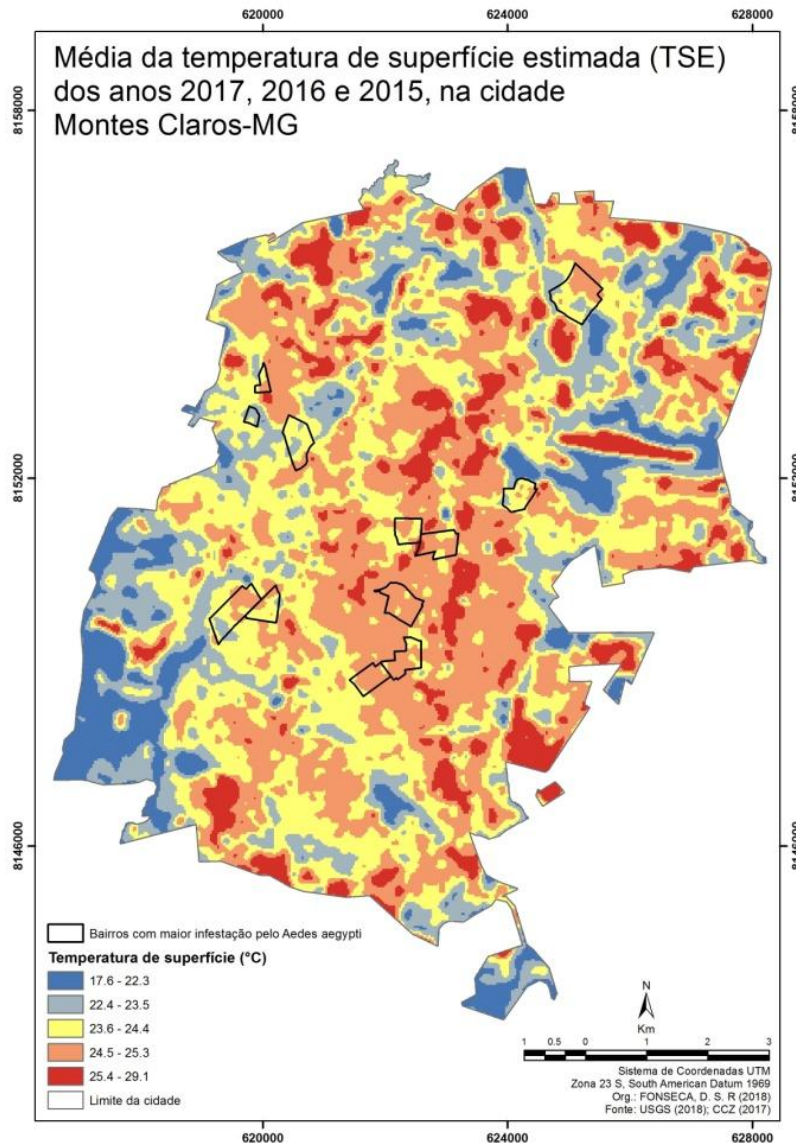 620000 624000 628000
Média da temperatura de superfície estimada (TSE)
dos anos 2017, 2016 e 2015, na cidade
Montes Claros-MG
8158000 8158000
8152000 8152000
8146000 8146000
Bairros com maior infestação pelo Aedes aegypti
Temperatura de superfície (°C)
17.6 - 22.3
22.4 - 23.5
23.6 - 24.4
24.5 - 25.3
25.4 - 29.1
Limite da cidade
N
Km
1 0.5 0 1 2 3
Sistema de Coordenadas UTM
Zona 23 S, South American Datum 1969
Org.: FONSECA, D. S. R (2018)
Fonte: USGS (2018); CCZ (2017)
620000 624000 628000